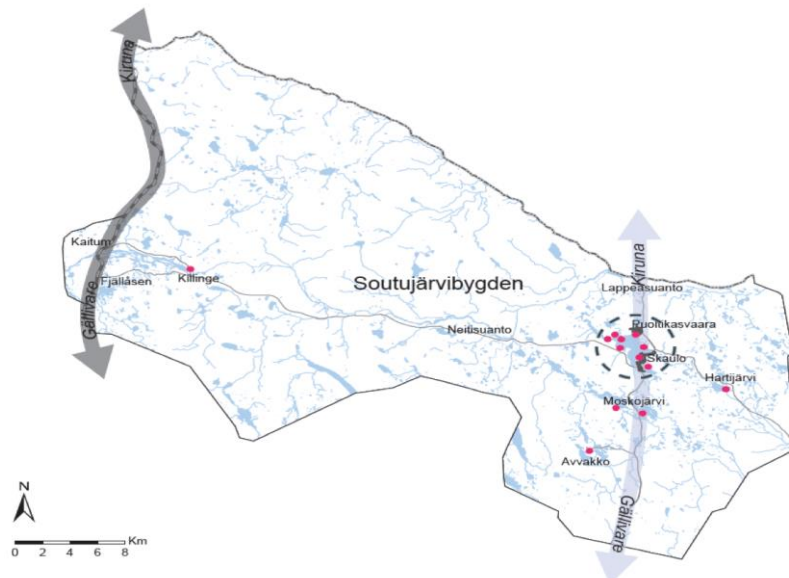 Kiruna
Kaitum
Fjällåsen
Killinge
Gällivare
Soutujärvibygden
Neitisuanto
Kiruna
Lappeasuanto
Puoltikasvaara
Skaulo
Hartijärvi
Moskojärvi
Avvakko
Gällivare
N
0 2 4 6 8 Km